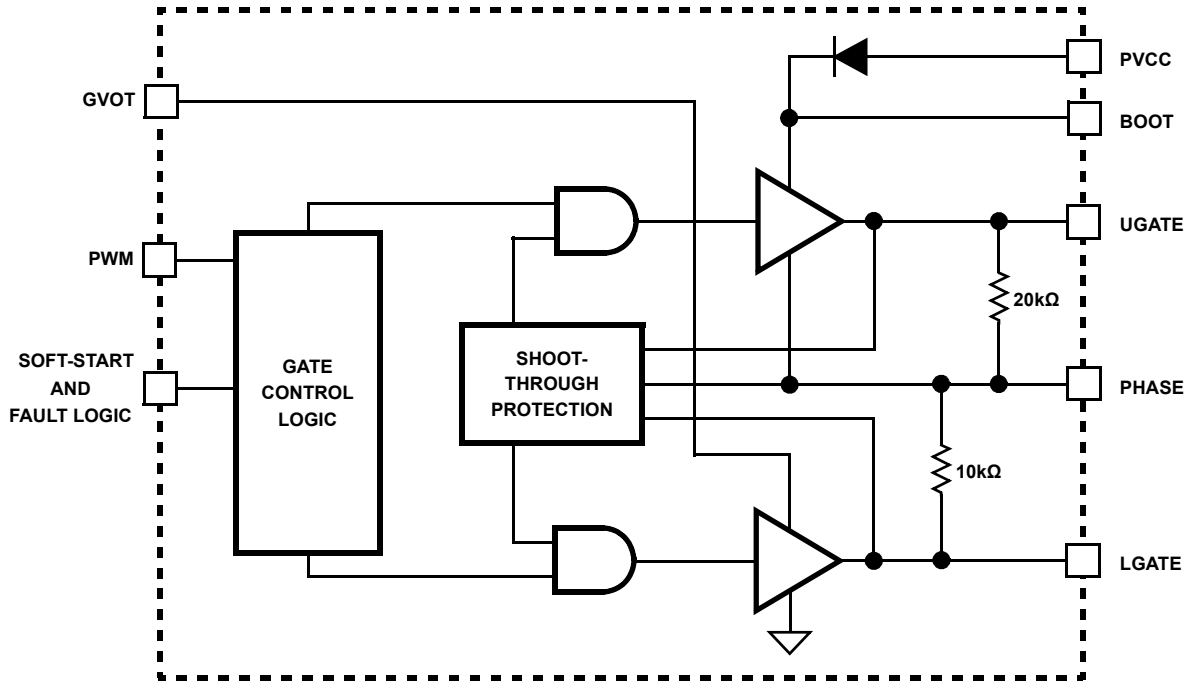 PVCC
GVOT
BOOT
UGATE
PWM
20kΩ
SOFT-START
AND
FAULT LOGIC
GATE
CONTROL
LOGIC
SHOOT-
THROUGH
PROTECTION
PHASE
10kΩ
LGATE